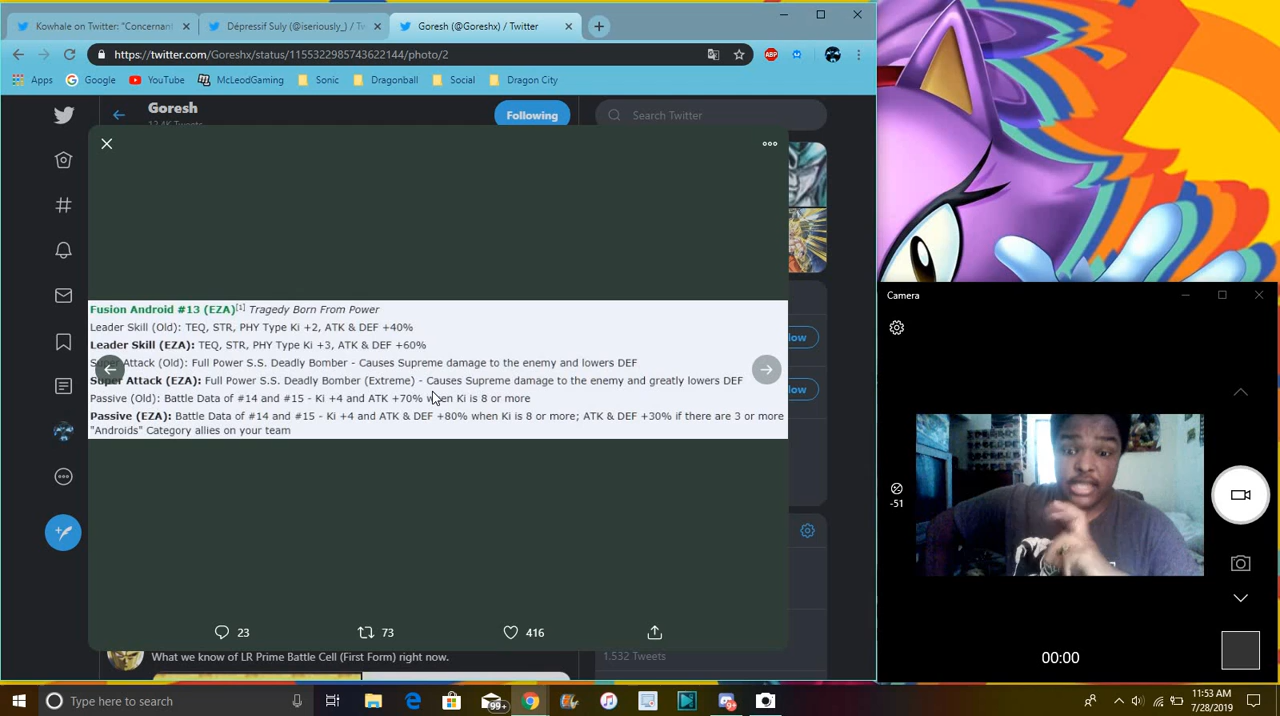 Kowhale on Twitter: "Concernant
Dépressif Suly (@iseriously_) / Twitter
Goresh (@Goreshx) / Twitter
https://twitter.com/Goreshx/status/1155322985743622144/photo/2
ABP
Apps
Google
YouTube
McLeodGaming
Sonic
Dragonball
Social
Dragon City
Goresh
Following
Search Twitter
Fusion Android #13 (EZA)[1] Tragedy Born From Power
Leader Skill (Old): TEQ, STR, PHY Type Ki +2, ATK & DEF +40%
Leader Skill (EZA): TEQ, STR, PHY Type Ki +3, ATK & DEF +60%
Super Attack (Old): Full Power S.S. Deadly Bomber - Causes Supreme damage to the enemy and lowers DEF
Super Attack (EZA): Full Power S.S. Deadly Bomber (Extreme) - Causes Supreme damage to the enemy and greatly lowers DEF
Passive (Old): Battle Data of #14 and #15 - Ki +4 and ATK +70% when Ki is 8 or more
Passive (EZA): Battle Data of #14 and #15 - Ki +4 and ATK & DEF +80% when Ki is 8 or more; ATK & DEF +30% if there are 3 or more
"Androids" Category allies on your team
23
73
416
What we know of LR Prime Battle Cell (First Form) right now.
1.532 Tweets
Camera
-51
00:00
Type here to search
99+
9+
11:53 AM
7/28/2019